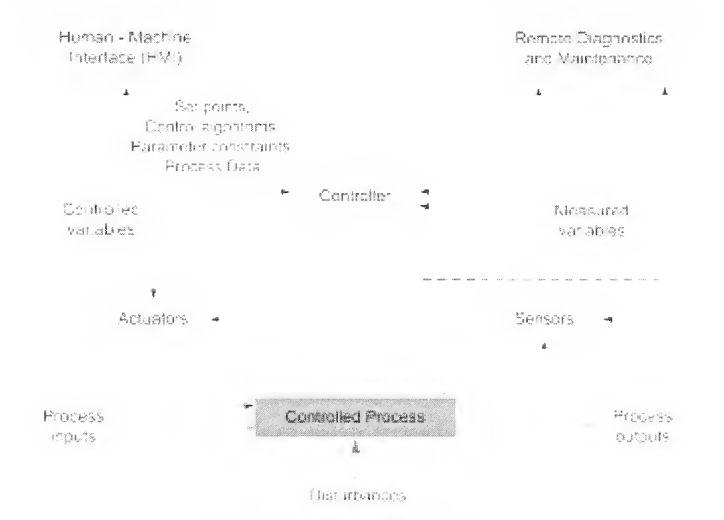 Human - Machine
Interface (HMI)
Remote Diagnostics
and Maintenance
Set points,
Control algorithms,
Parameter constraints
Process Data
Controller
Controlled
variables
Measured
variables
Actuators
Sensors
Process
inputs
Controlled Process
Process
outputs
Disturbances